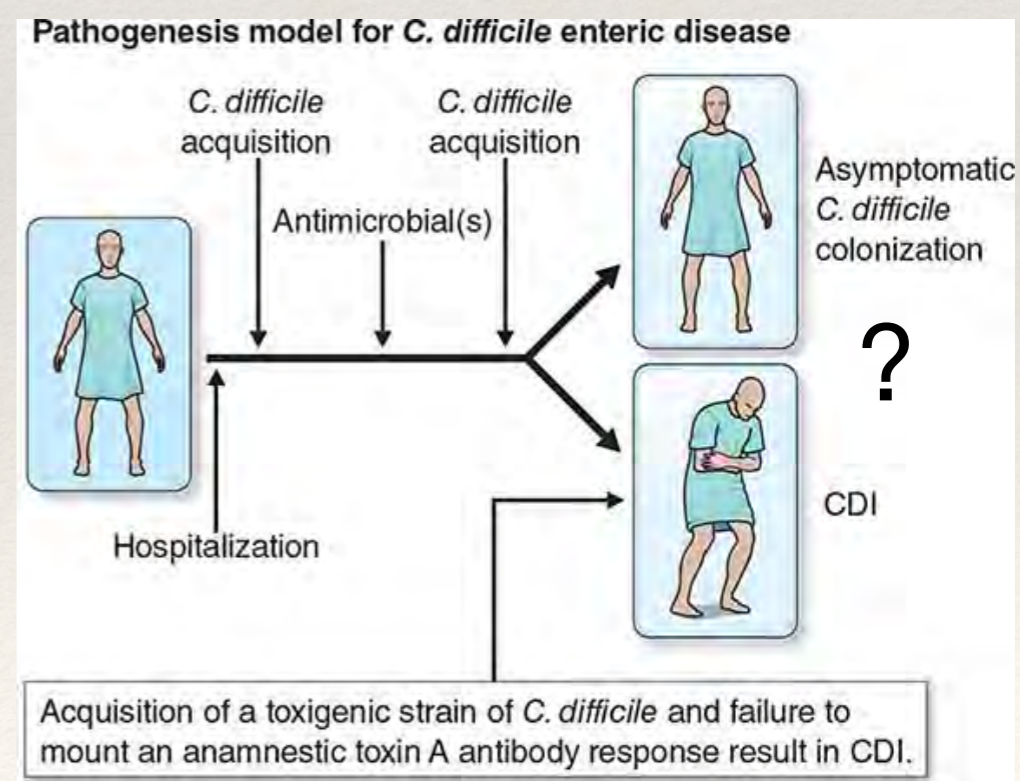 Pathogenesis model for C. difficile enteric disease
C. difficile
acquisition
C. difficile
acquisition
Antimicrobial(s)
Asymptomatic
C. difficile
colonization
?
Hospitalization
CDI
Acquisition of a toxigenic strain of C. difficile and failure to
mount an anamnestic toxin A antibody response result in CDI.